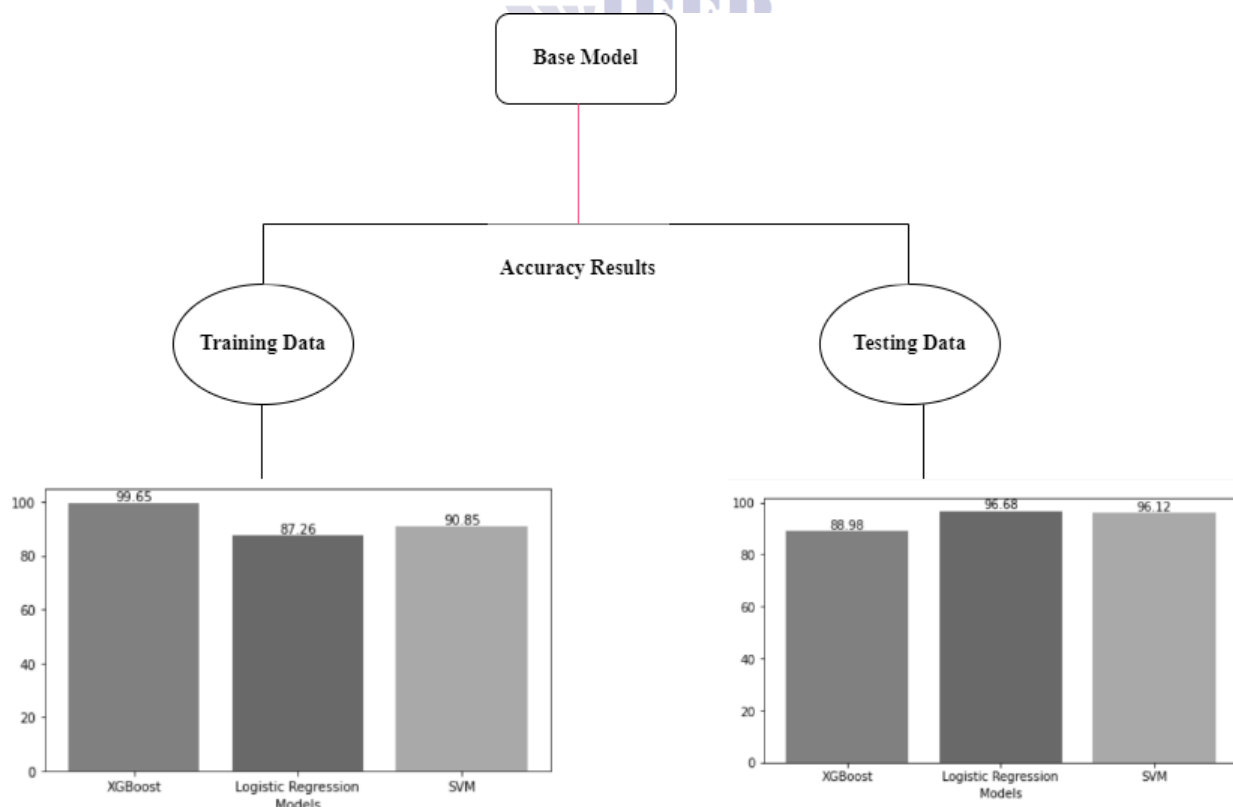 Base Model
Accuracy Results
Training Data
Testing Data
100
80
60
40
20
0
99.65
87.26
90.85
XGBoost
Logistic Regression
SVM
Models
100
80
60
40
20
0
88.98
96.68
96.12
XGBoost
Logistic Regression
SVM
Models